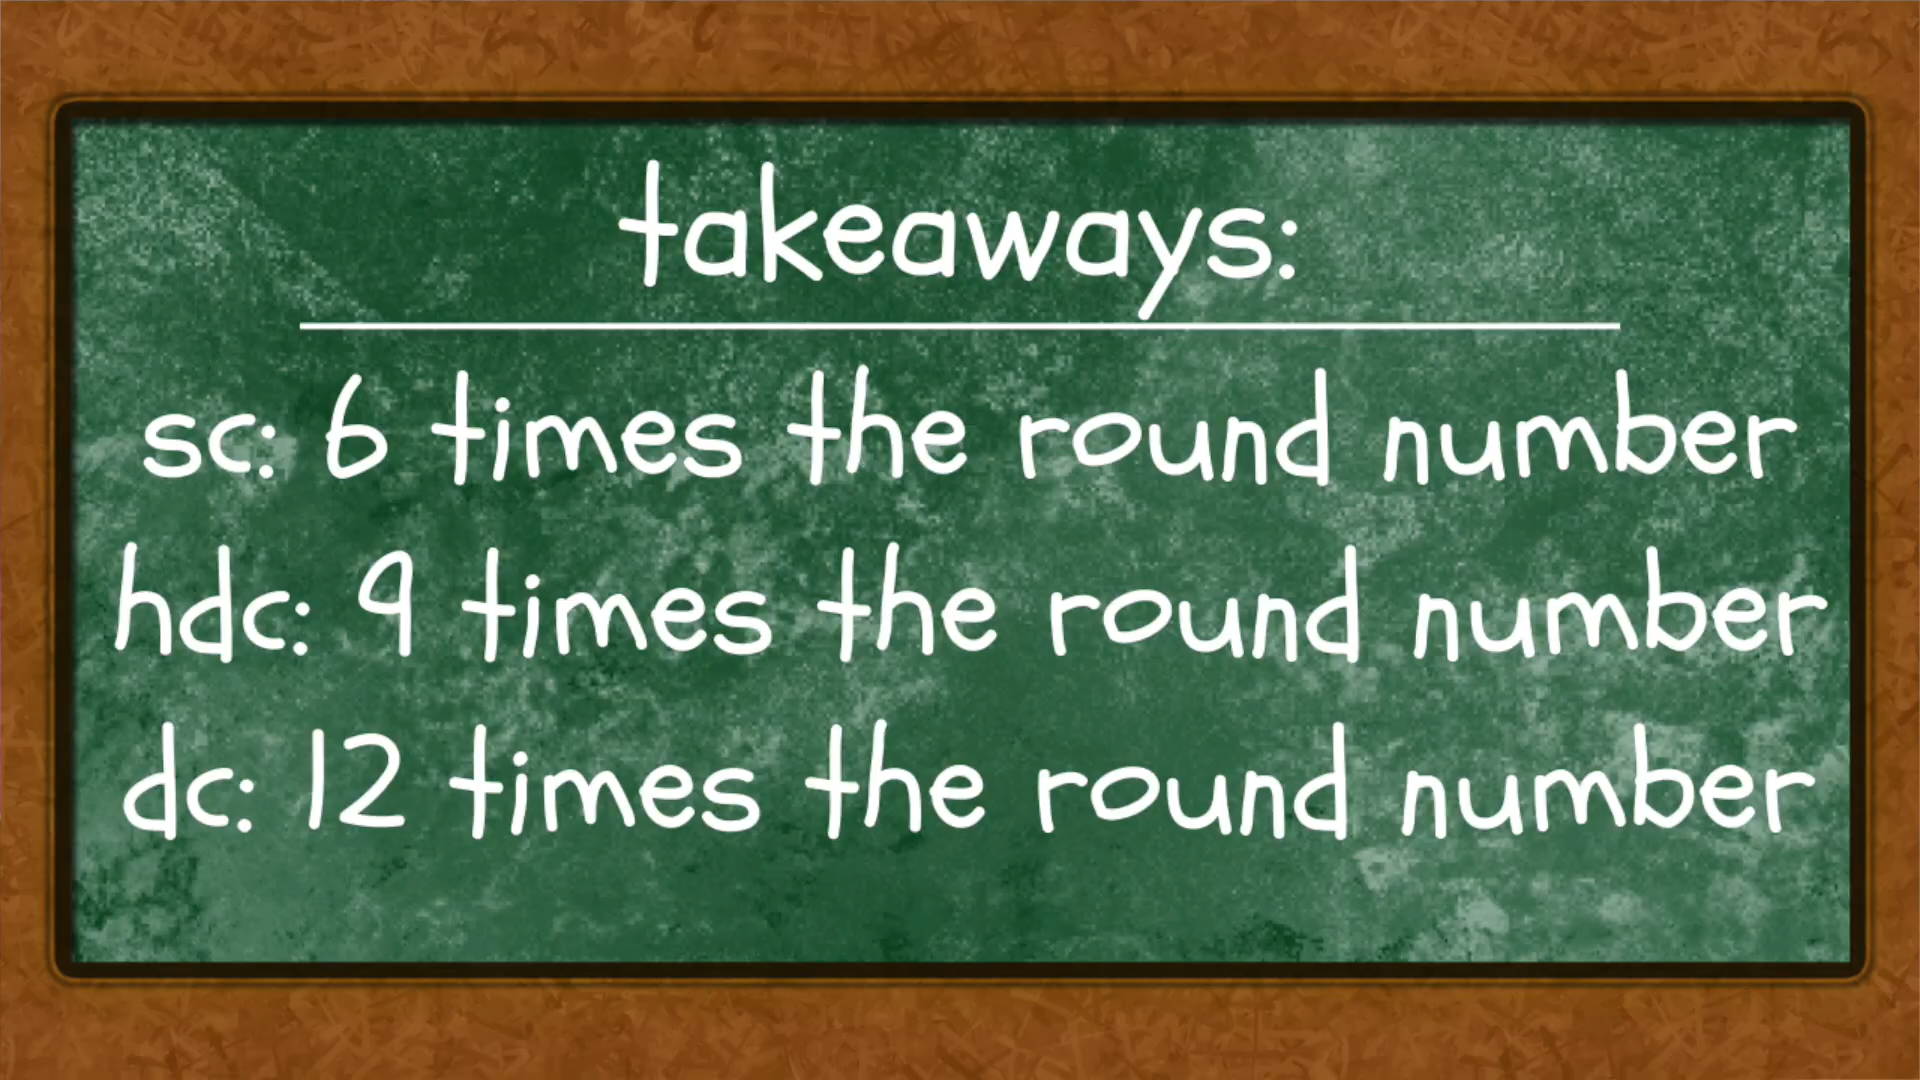 takeaways:
sc: 6 times the round number
hdc: 9 times the round number
dc: 12 times the round number